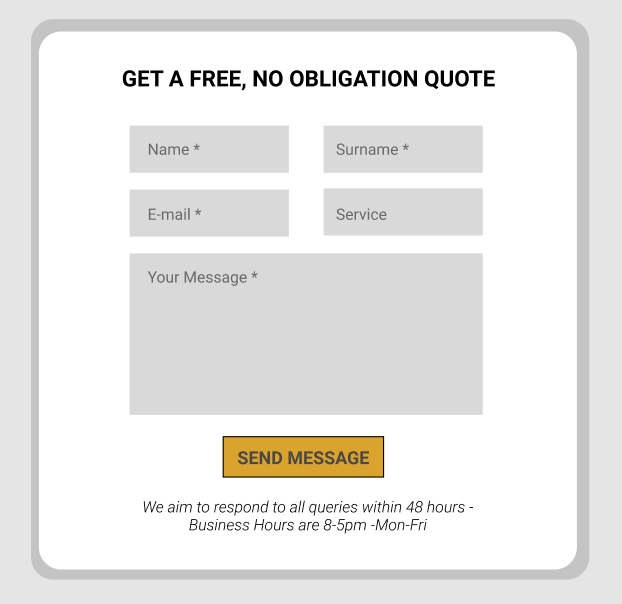 GET A FREE, NO OBLIGATION QUOTE
Name *
Surname *
E-mail *
Service
Your Message *
SEND MESSAGE
We aim to respond to all queries within 48 hours -
Business Hours are 8-5pm -Mon-Fri